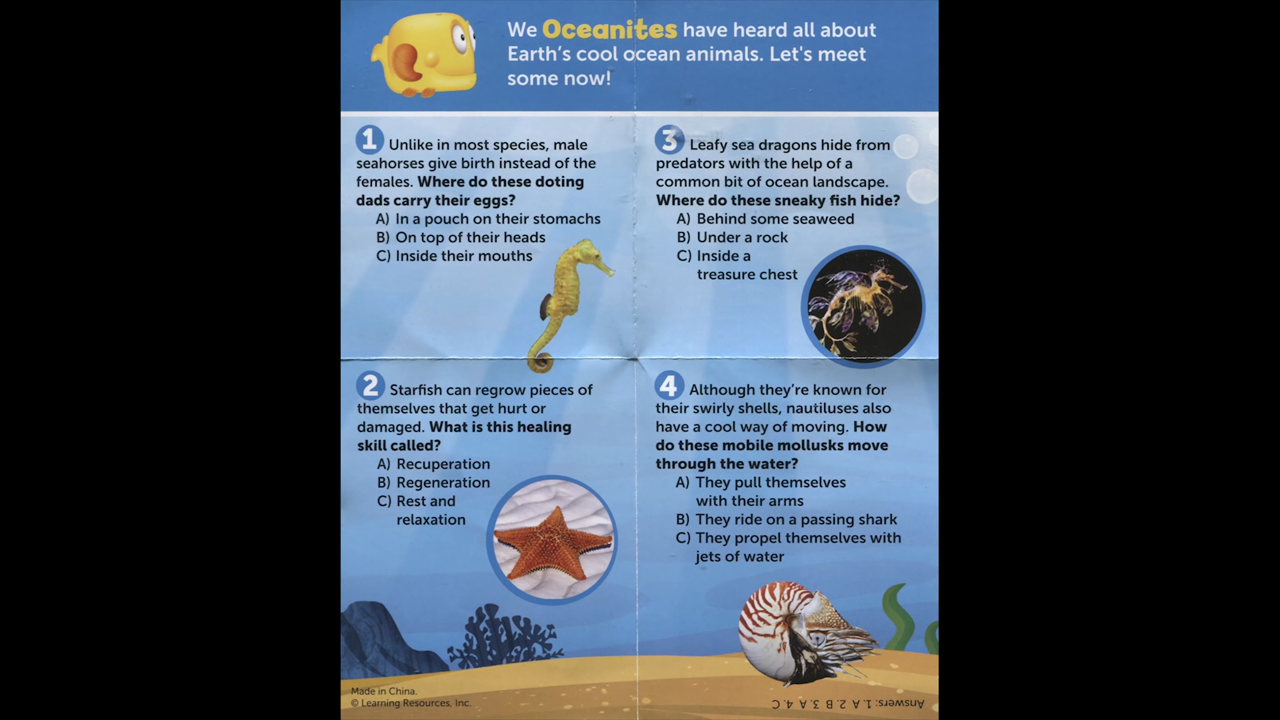 We Oceanites have heard all about
Earth's cool ocean animals. Let's meet
some now!
1 Unlike in most species, male
seahorses give birth instead of the
females. Where do these doting
dads carry their eggs?
A) In a pouch on their stomachs
B) On top of their heads
C) Inside their mouths
2 Starfish can regrow pieces of
themselves that get hurt or
damaged. What is this healing
skill called?
A) Recuperation
B) Regeneration
C) Rest and
relaxation
3 Leafy sea dragons hide from
predators with the help of a
common bit of ocean landscape.
Where do these sneaky fish hide?
A) Behind some seaweed
B) Under a rock
C) Inside a
treasure chest
4 Although they're known for
their swirly shells, nautiluses also
have a cool way of moving. How
do these mobile mollusks move
through the water?
A) They pull themselves
with their arms
B) They ride on a passing shark
C) They propel themselves with
jets of water
Made in China.
© Learning Resources, Inc.
Answers: 1. A 2. B 3. A 4. C